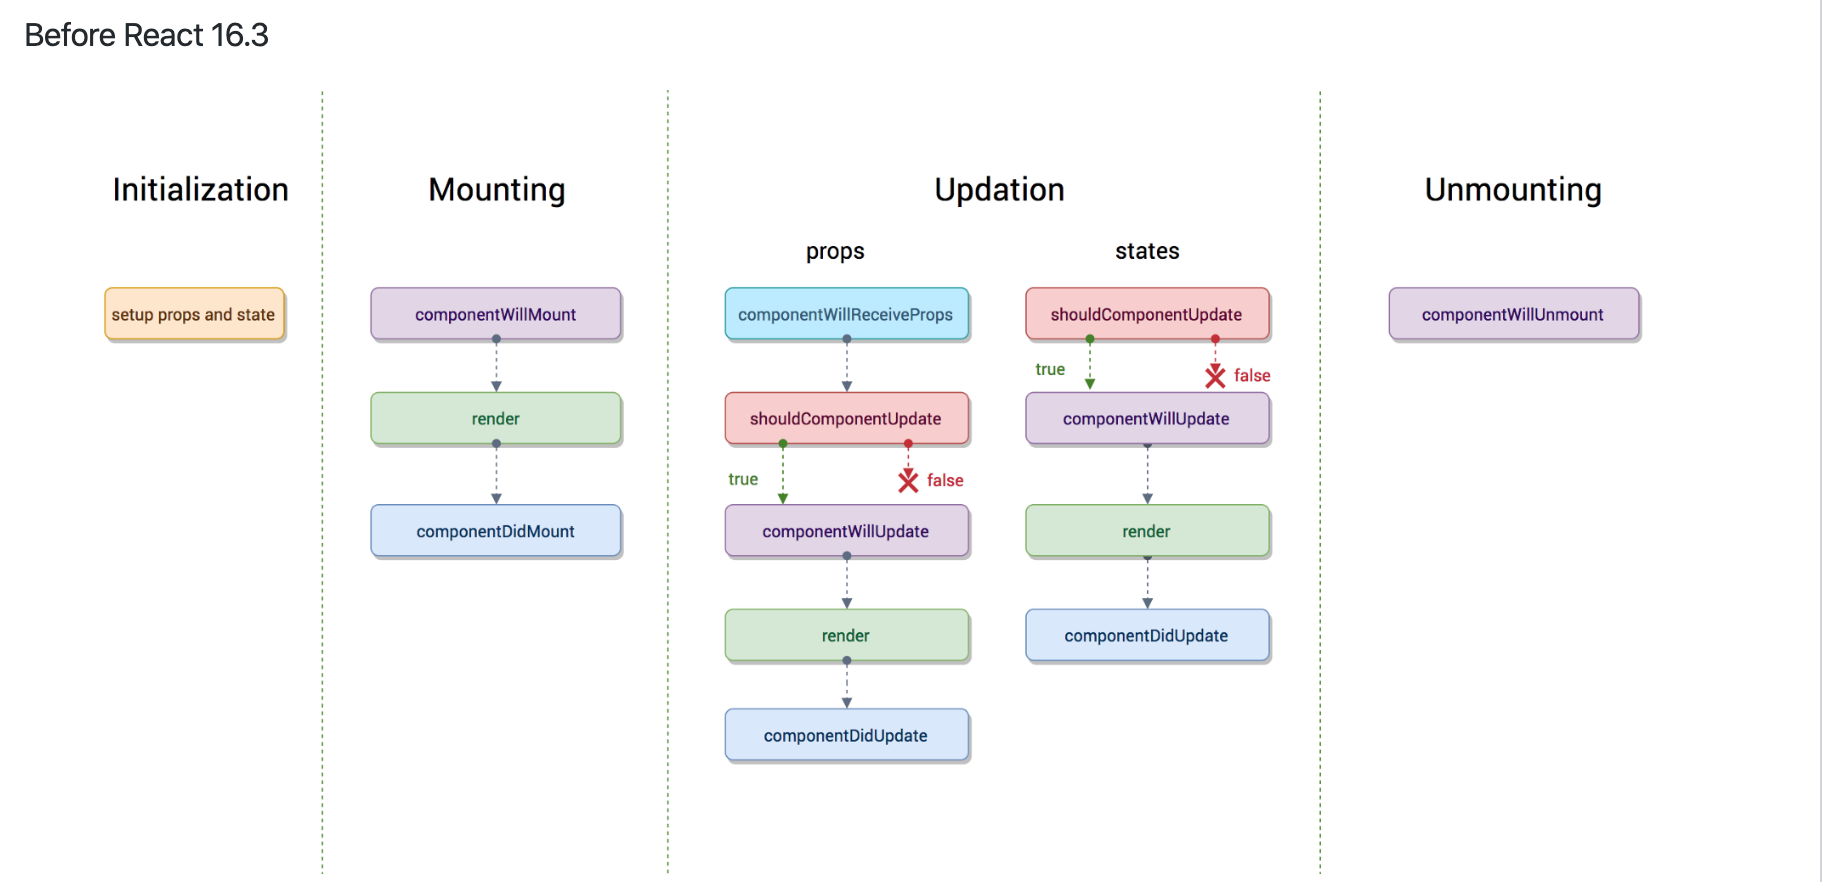 Before React 16.3
Initialization
Mounting
Updation
Unmounting
props
states
setup props and state
componentWillMount
render
componentDidMount
componentWillReceiveProps
shouldComponentUpdate
true
false
componentWillUpdate
render
componentDidUpdate
shouldComponentUpdate
true
false
componentWillUpdate
render
componentDidUpdate
componentWillUnmount